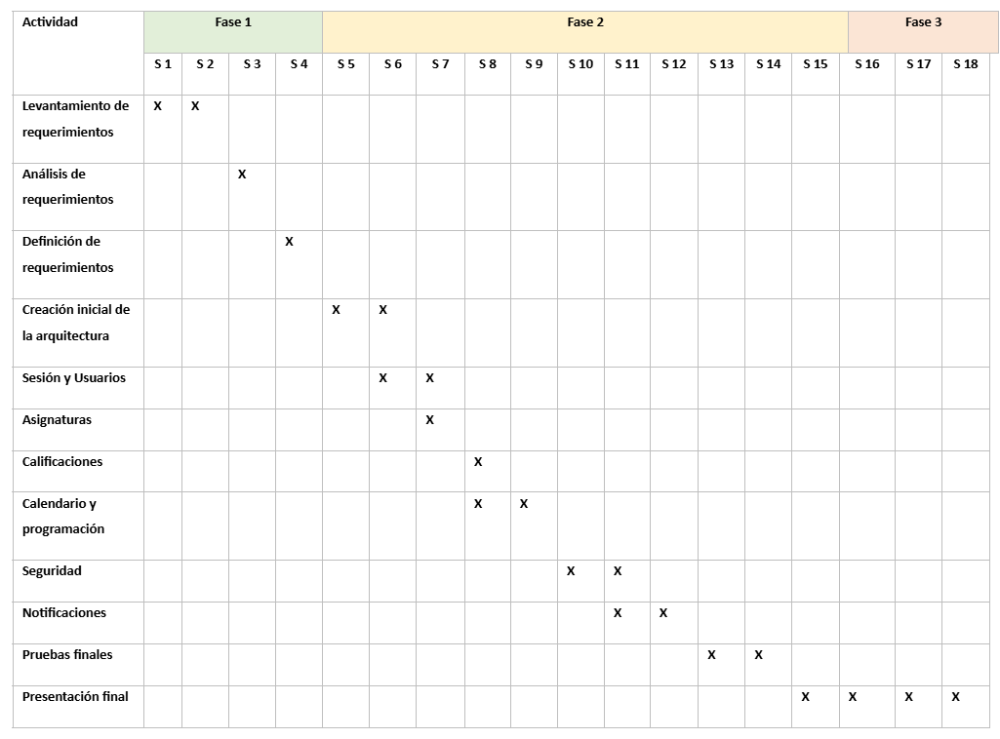 Actividad Fase 1 Fase 2 Fase 3
S 1 S 2 S 3 S 4 S 5 S 6 S 7 S 8 S 9 S 10 S 11 S 12 S 13 S 14 S 15 S 16 S 17 S 18
Levantamiento de X X
requerimientos
Análisis de X
requerimientos
Definición de X
requerimientos
Creación inicial de X X
la arquitectura
Sesión y Usuarios X X
Asignaturas X
Calificaciones X
Calendario y X X
programación
Seguridad X X
Notificaciones X X
Pruebas finales X X
Presentación final X X X X